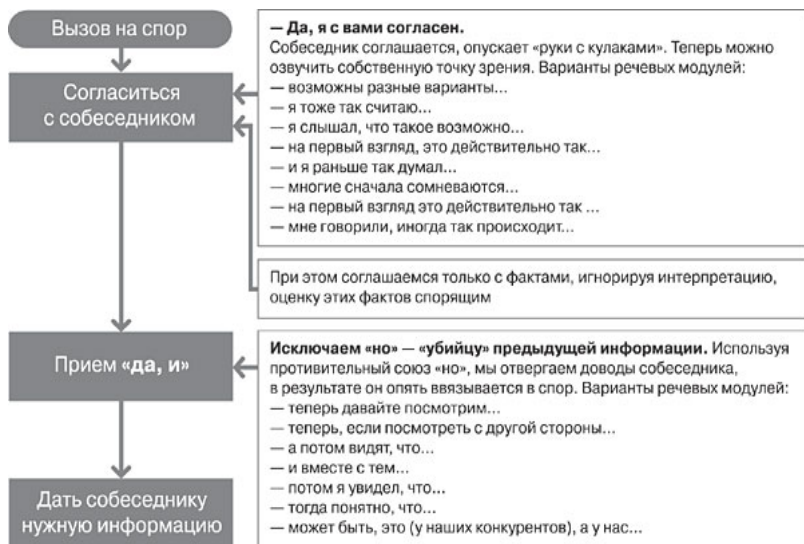 Вызов на спор
— Да, я с вами согласен.
Собеседник соглашается, опускает «руки с кулаками». Теперь можно
озвучить собственную точку зрения. Варианты речевых модулей:
— возможны разные варианты...
— я тоже так считаю...
— я слышал, что такое возможно...
— на первый взгляд, это действительно так...
— и я раньше так думал...
— многие сначала сомневаются...
— на первый взгляд это действительно так ...
— мне говорили, иногда так происходит...
Согласиться
с собеседником
При этом соглашаемся только с фактами, игнорируя интерпретацию,
оценку этих фактов спорящим
Прием «да, и»
Исключаем «но» — «убийцу» предыдущей информации. Используя
противительный союз «но», мы отвергаем доводы собеседника,
в результате он опять ввязывается в спор. Варианты речевых модулей:
— теперь давайте посмотрим...
— теперь, если посмотреть с другой стороны...
— а потом видят, что...
— и вместе с тем...
— потом я увидел, что...
— тогда понятно, что...
— может быть, это (у наших конкурентов), а у нас...
Дать собеседнику
нужную информацию